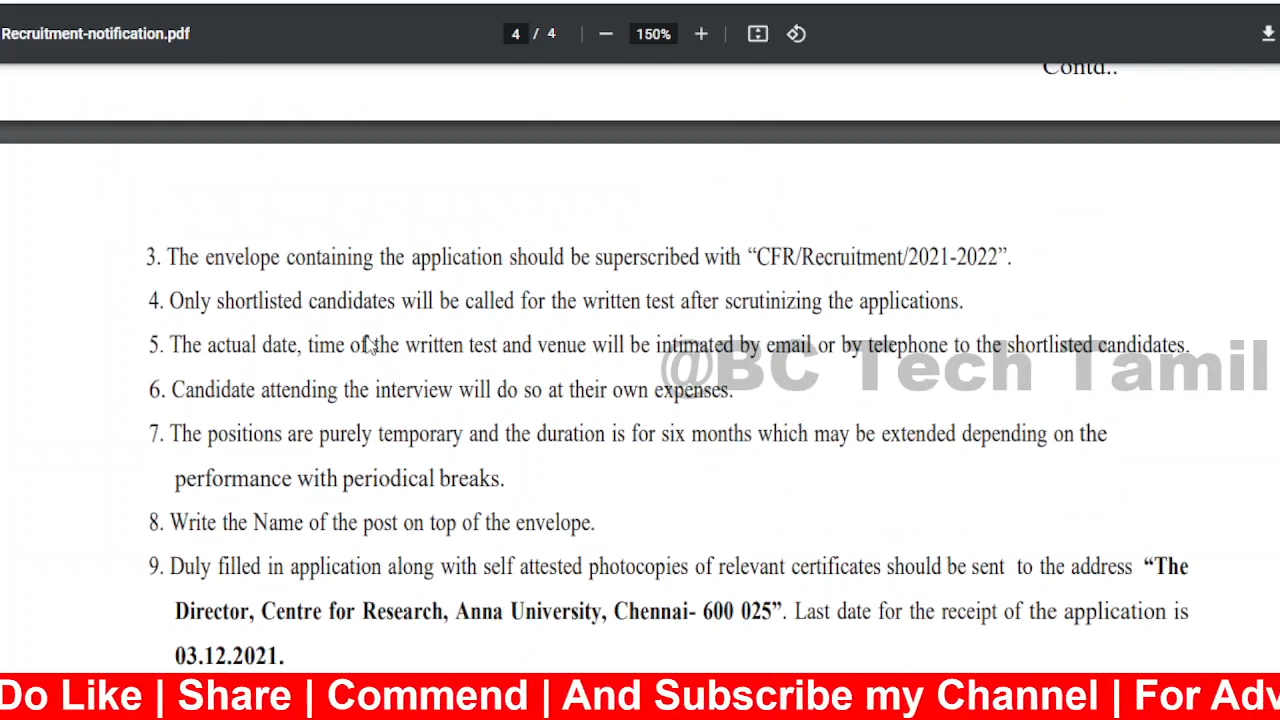 Recruitment-notification.pdf
4 / 4
150%
Contd..
3. The envelope containing the application should be superscribed with “CFR/Recruitment/2021-2022”.
4. Only shortlisted candidates will be called for the written test after scrutinizing the applications.
5. The actual date, time of the written test and venue will be intimated by email or by telephone to the shortlisted candidates.
@BC Tech Tamil
6. Candidate attending the interview will do so at their own expenses.
7. The positions are purely temporary and the duration is for six months which may be extended depending on the
performance with periodical breaks.
8. Write the Name of the post on top of the envelope.
9. Duly filled in application along with self attested photocopies of relevant certificates should be sent to the address “The
Director, Centre for Research, Anna University, Chennai- 600 025”. Last date for the receipt of the application is
03.12.2021.
Do Like | Share | Commend | And Subscribe my Channel | For Adv